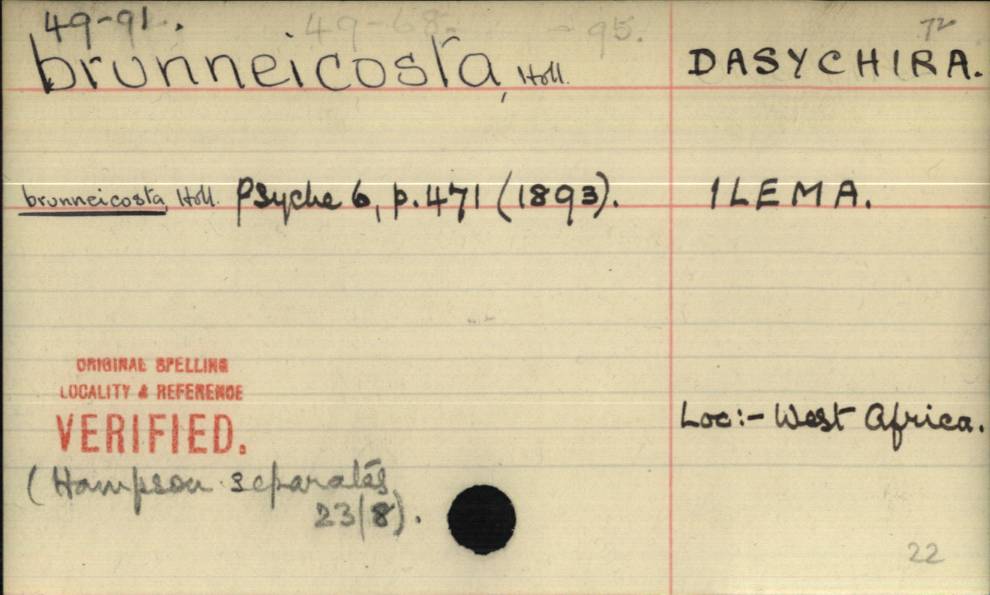 49-91. 49-68. -95. 72
brunneicosta, Holl. DASYCHIRA.
brunneicosta, Holl. Psyche 6, p. 471 (1893). ILEMA.
ORIGINAL SPELLING
LOCALITY & REFERENCE
VERIFIED.
Loc:- West Africa.
(Hampson separates
23(8).
22